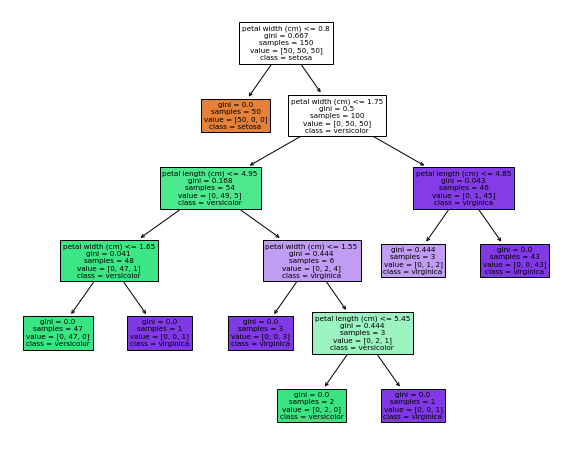 petal width (cm) <= 0.8
gini = 0.667
samples = 150
value = [50, 50, 50]
class = setosa
gini = 0.0
samples = 50
value = [50, 0, 0]
class = setosa
petal width (cm) <= 1.75
gini = 0.5
samples = 100
value = [0, 50, 50]
class = versicolor
petal length (cm) <= 4.95
gini = 0.168
samples = 54
value = [0, 49, 5]
class = versicolor
petal length (cm) <= 4.85
gini = 0.043
samples = 46
value = [0, 1, 45]
class = virginica
petal width (cm) <= 1.65
gini = 0.041
samples = 48
value = [0, 47, 1]
class = versicolor
petal width (cm) <= 1.55
gini = 0.444
samples = 6
value = [0, 2, 4]
class = virginica
gini = 0.444
samples = 3
value = [0, 1, 2]
class = virginica
gini = 0.0
samples = 43
value = [0, 0, 43]
class = virginica
gini = 0.0
samples = 47
value = [0, 47, 0]
class = versicolor
gini = 0.0
samples = 1
value = [0, 0, 1]
class = virginica
gini = 0.0
samples = 3
value = [0, 0, 3]
class = virginica
petal length (cm) <= 5.45
gini = 0.444
samples = 3
value = [0, 2, 1]
class = versicolor
gini = 0.0
samples = 2
value = [0, 2, 0]
class = versicolor
gini = 0.0
samples = 1
value = [0, 0, 1]
class = virginica